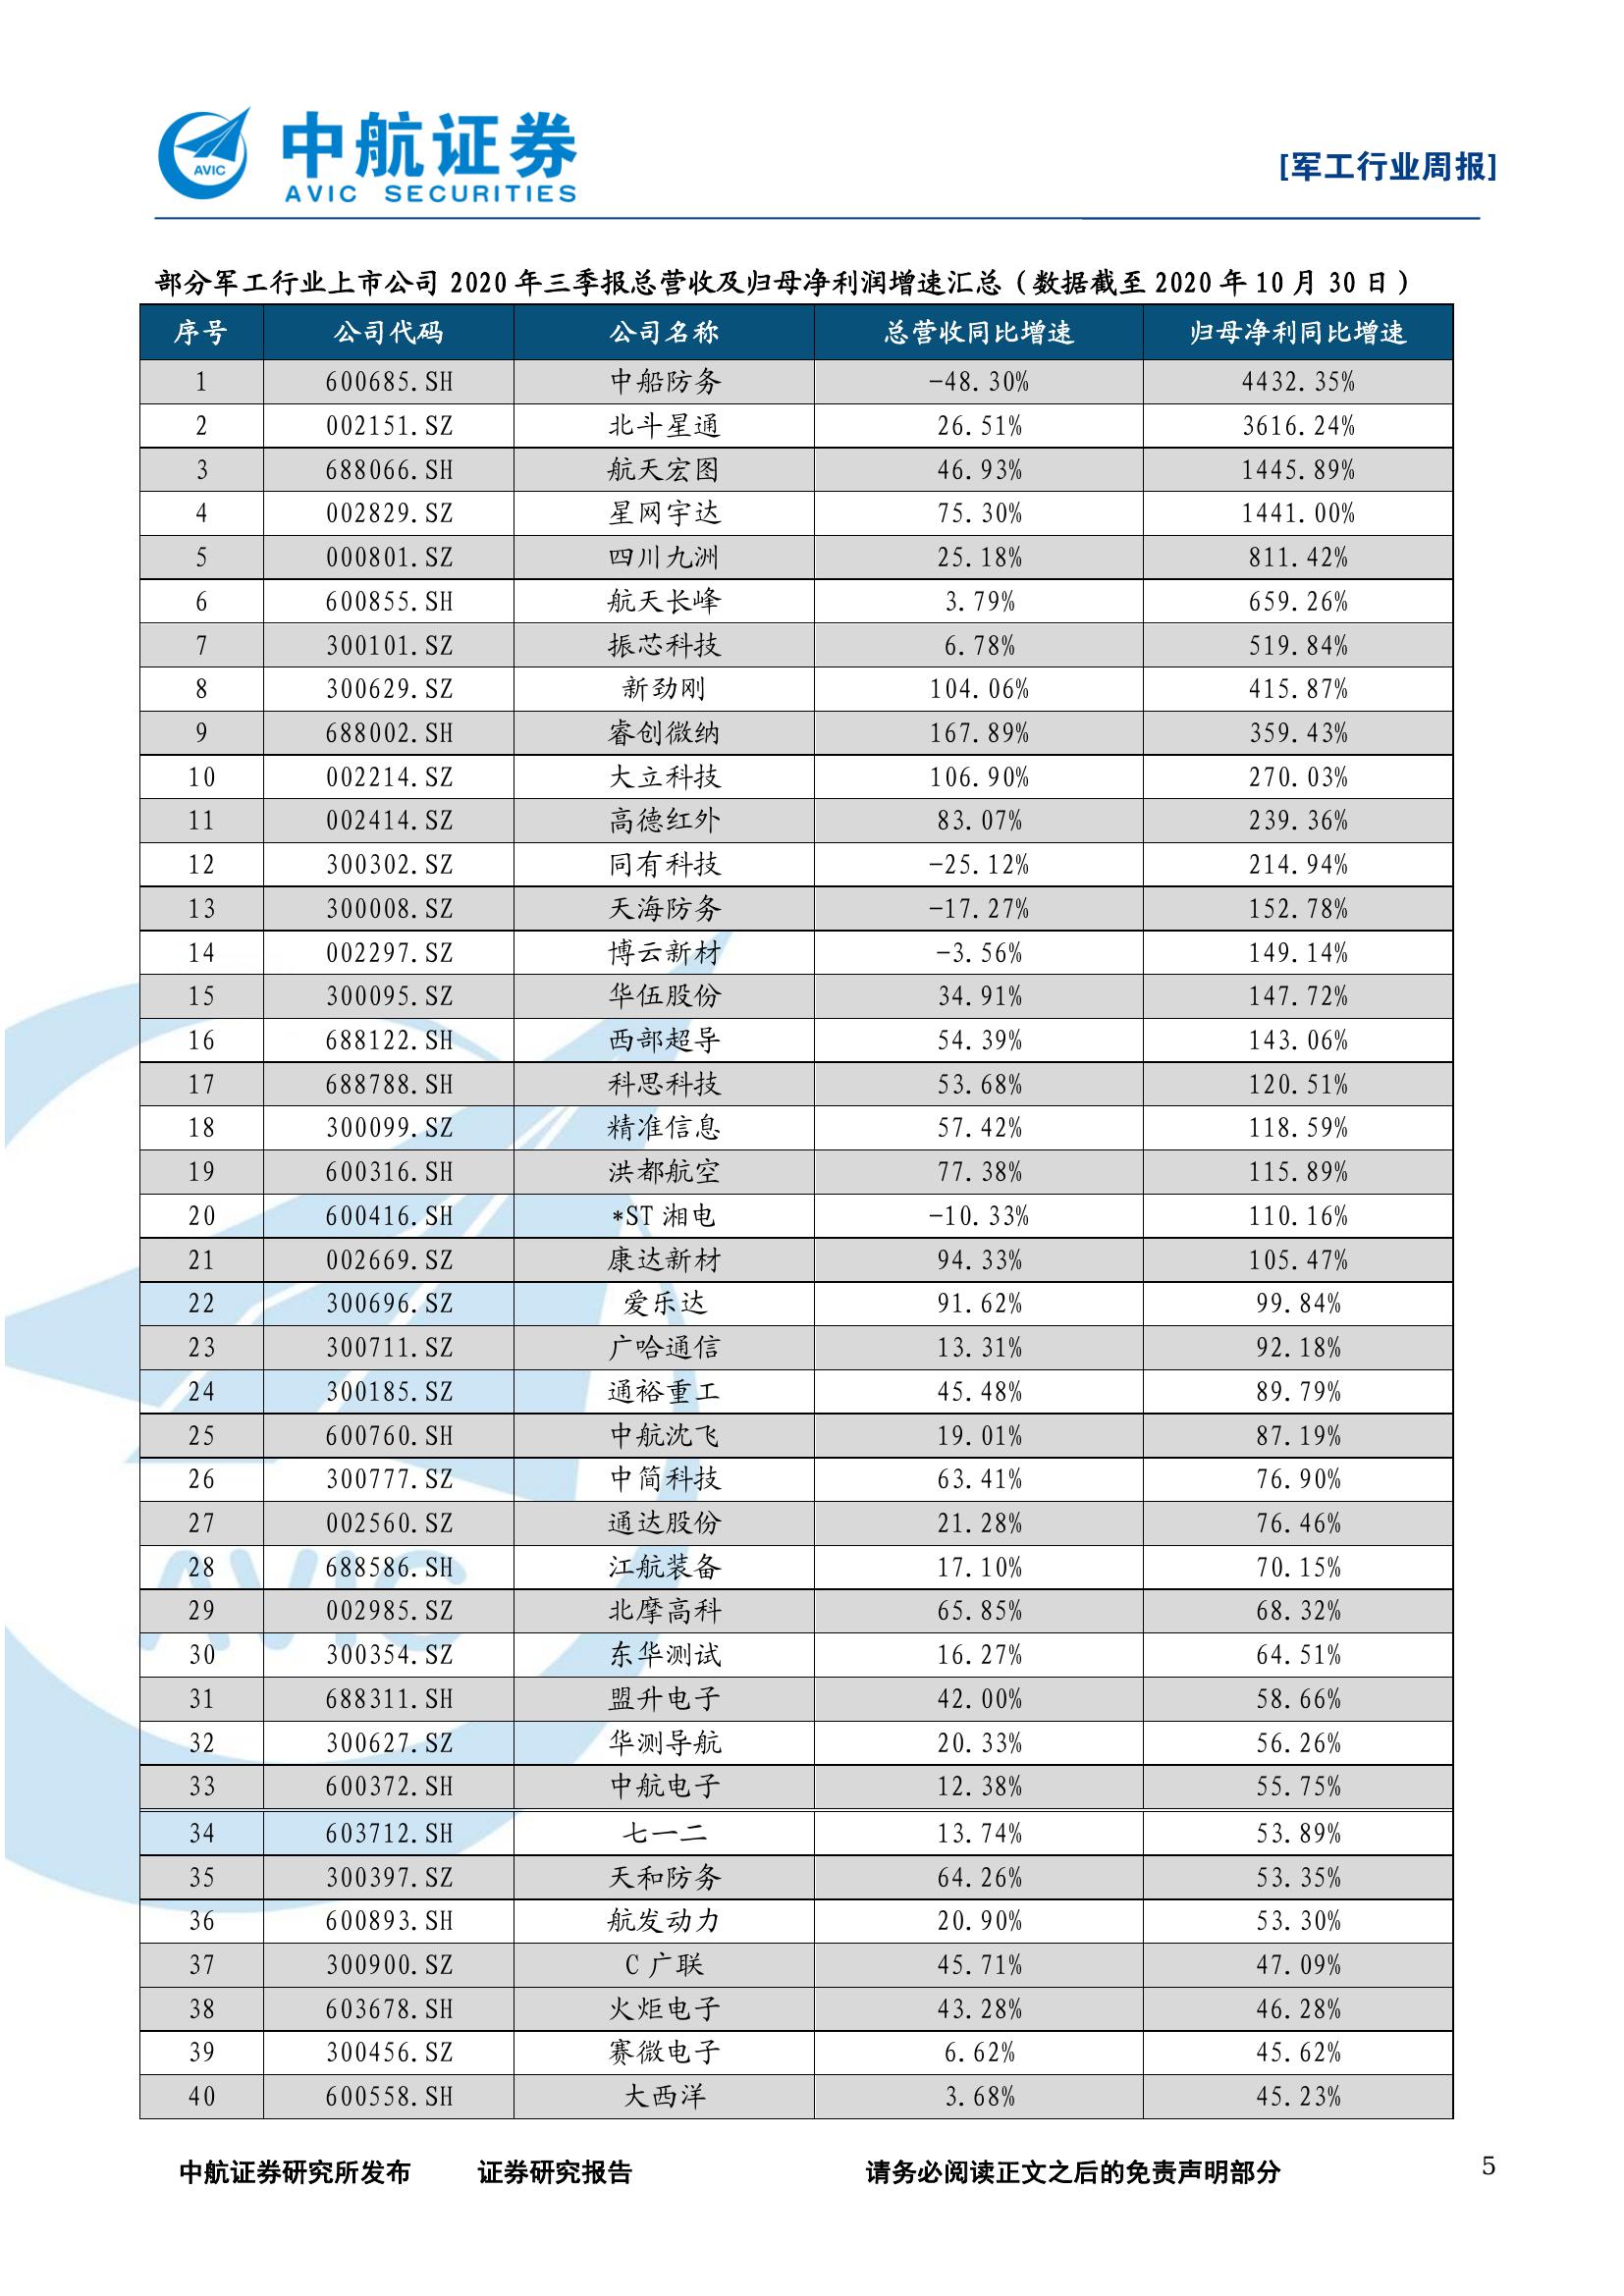 AVIC
中航证券
AVIC SECURITIES
[军工行业周报]
部分军工行业上市公司 2020 年三季报总营收及归母净利润增速汇总（数据截至 2020 年 10 月 30 日）
序号 公司代码 公司名称 总营收同比增速 归母净利同比增速
1 600685.SH 中船防务 -48.30% 4432.35%
2 002151.SZ 北斗星通 26.51% 3616.24%
3 688066.SH 航天宏图 46.93% 1445.89%
4 002829.SZ 星网宇达 75.30% 1441.00%
5 000801.SZ 四川九洲 25.18% 811.42%
6 600855.SH 航天长峰 3.79% 659.26%
7 300101.SZ 振芯科技 6.78% 519.84%
8 300629.SZ 新劲刚 104.06% 415.87%
9 688002.SH 睿创微纳 167.89% 359.43%
10 002214.SZ 大立科技 106.90% 270.03%
11 002414.SZ 高德红外 83.07% 239.36%
12 300302.SZ 同有科技 -25.12% 214.94%
13 300008.SZ 天海防务 -17.27% 152.78%
14 002297.SZ 博云新材 -3.56% 149.14%
15 300095.SZ 华伍股份 34.91% 147.72%
16 688122.SH 西部超导 54.39% 143.06%
17 688788.SH 科思科技 53.68% 120.51%
18 300099.SZ 精准信息 57.42% 118.59%
19 600316.SH 洪都航空 77.38% 115.89%
20 600416.SH *ST 湘电 -10.33% 110.16%
21 002669.SZ 康达新材 94.33% 105.47%
22 300696.SZ 爱乐达 91.62% 99.84%
23 300711.SZ 广哈通信 13.31% 92.18%
24 300185.SZ 通裕重工 45.48% 89.79%
25 600760.SH 中航沈飞 19.01% 87.19%
26 300777.SZ 中简科技 63.41% 76.90%
27 002560.SZ 通达股份 21.28% 76.46%
28 688586.SH 江航装备 17.10% 70.15%
29 002985.SZ 北摩高科 65.85% 68.32%
30 300354.SZ 东华测试 16.27% 64.51%
31 688311.SH 盟升电子 42.00% 58.66%
32 300627.SZ 华测导航 20.33% 56.26%
33 600372.SH 中航电子 12.38% 55.75%
34 603712.SH 七一二 13.74% 53.89%
35 300397.SZ 天和防务 64.26% 53.35%
36 600893.SH 航发动力 20.90% 53.30%
37 300900.SZ C 广联 45.71% 47.09%
38 603678.SH 火炬电子 43.28% 46.28%
39 300456.SZ 赛微电子 6.62% 45.62%
40 600558.SH 大西洋 3.68% 45.23%
AVIC
中航证券研究所发布 证券研究报告 请务必阅读正文之后的免责声明部分 5